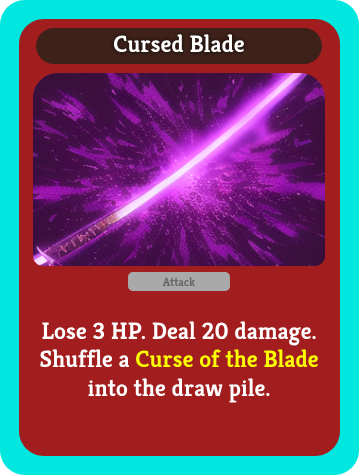 Cursed Blade
Attack
Lose 3 HP. Deal 20 damage.
Shuffle a Curse of the Blade
into the draw pile.